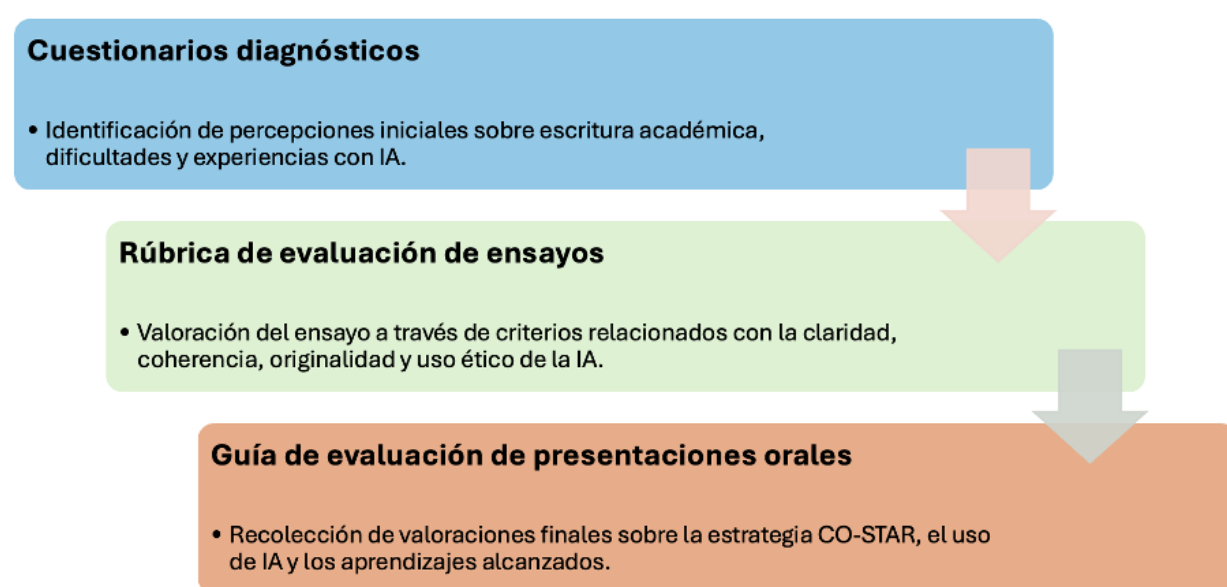 Cuestionarios diagnósticos
• Identificación de percepciones iniciales sobre escritura académica,
dificultades y experiencias con IA.
Rúbrica de evaluación de ensayos
• Valoración del ensayo a través de criterios relacionados con la claridad,
coherencia, originalidad y uso ético de la IA.
Guía de evaluación de presentaciones orales
• Recolección de valoraciones finales sobre la estrategia CO-STAR, el uso
de IA y los aprendizajes alcanzados.